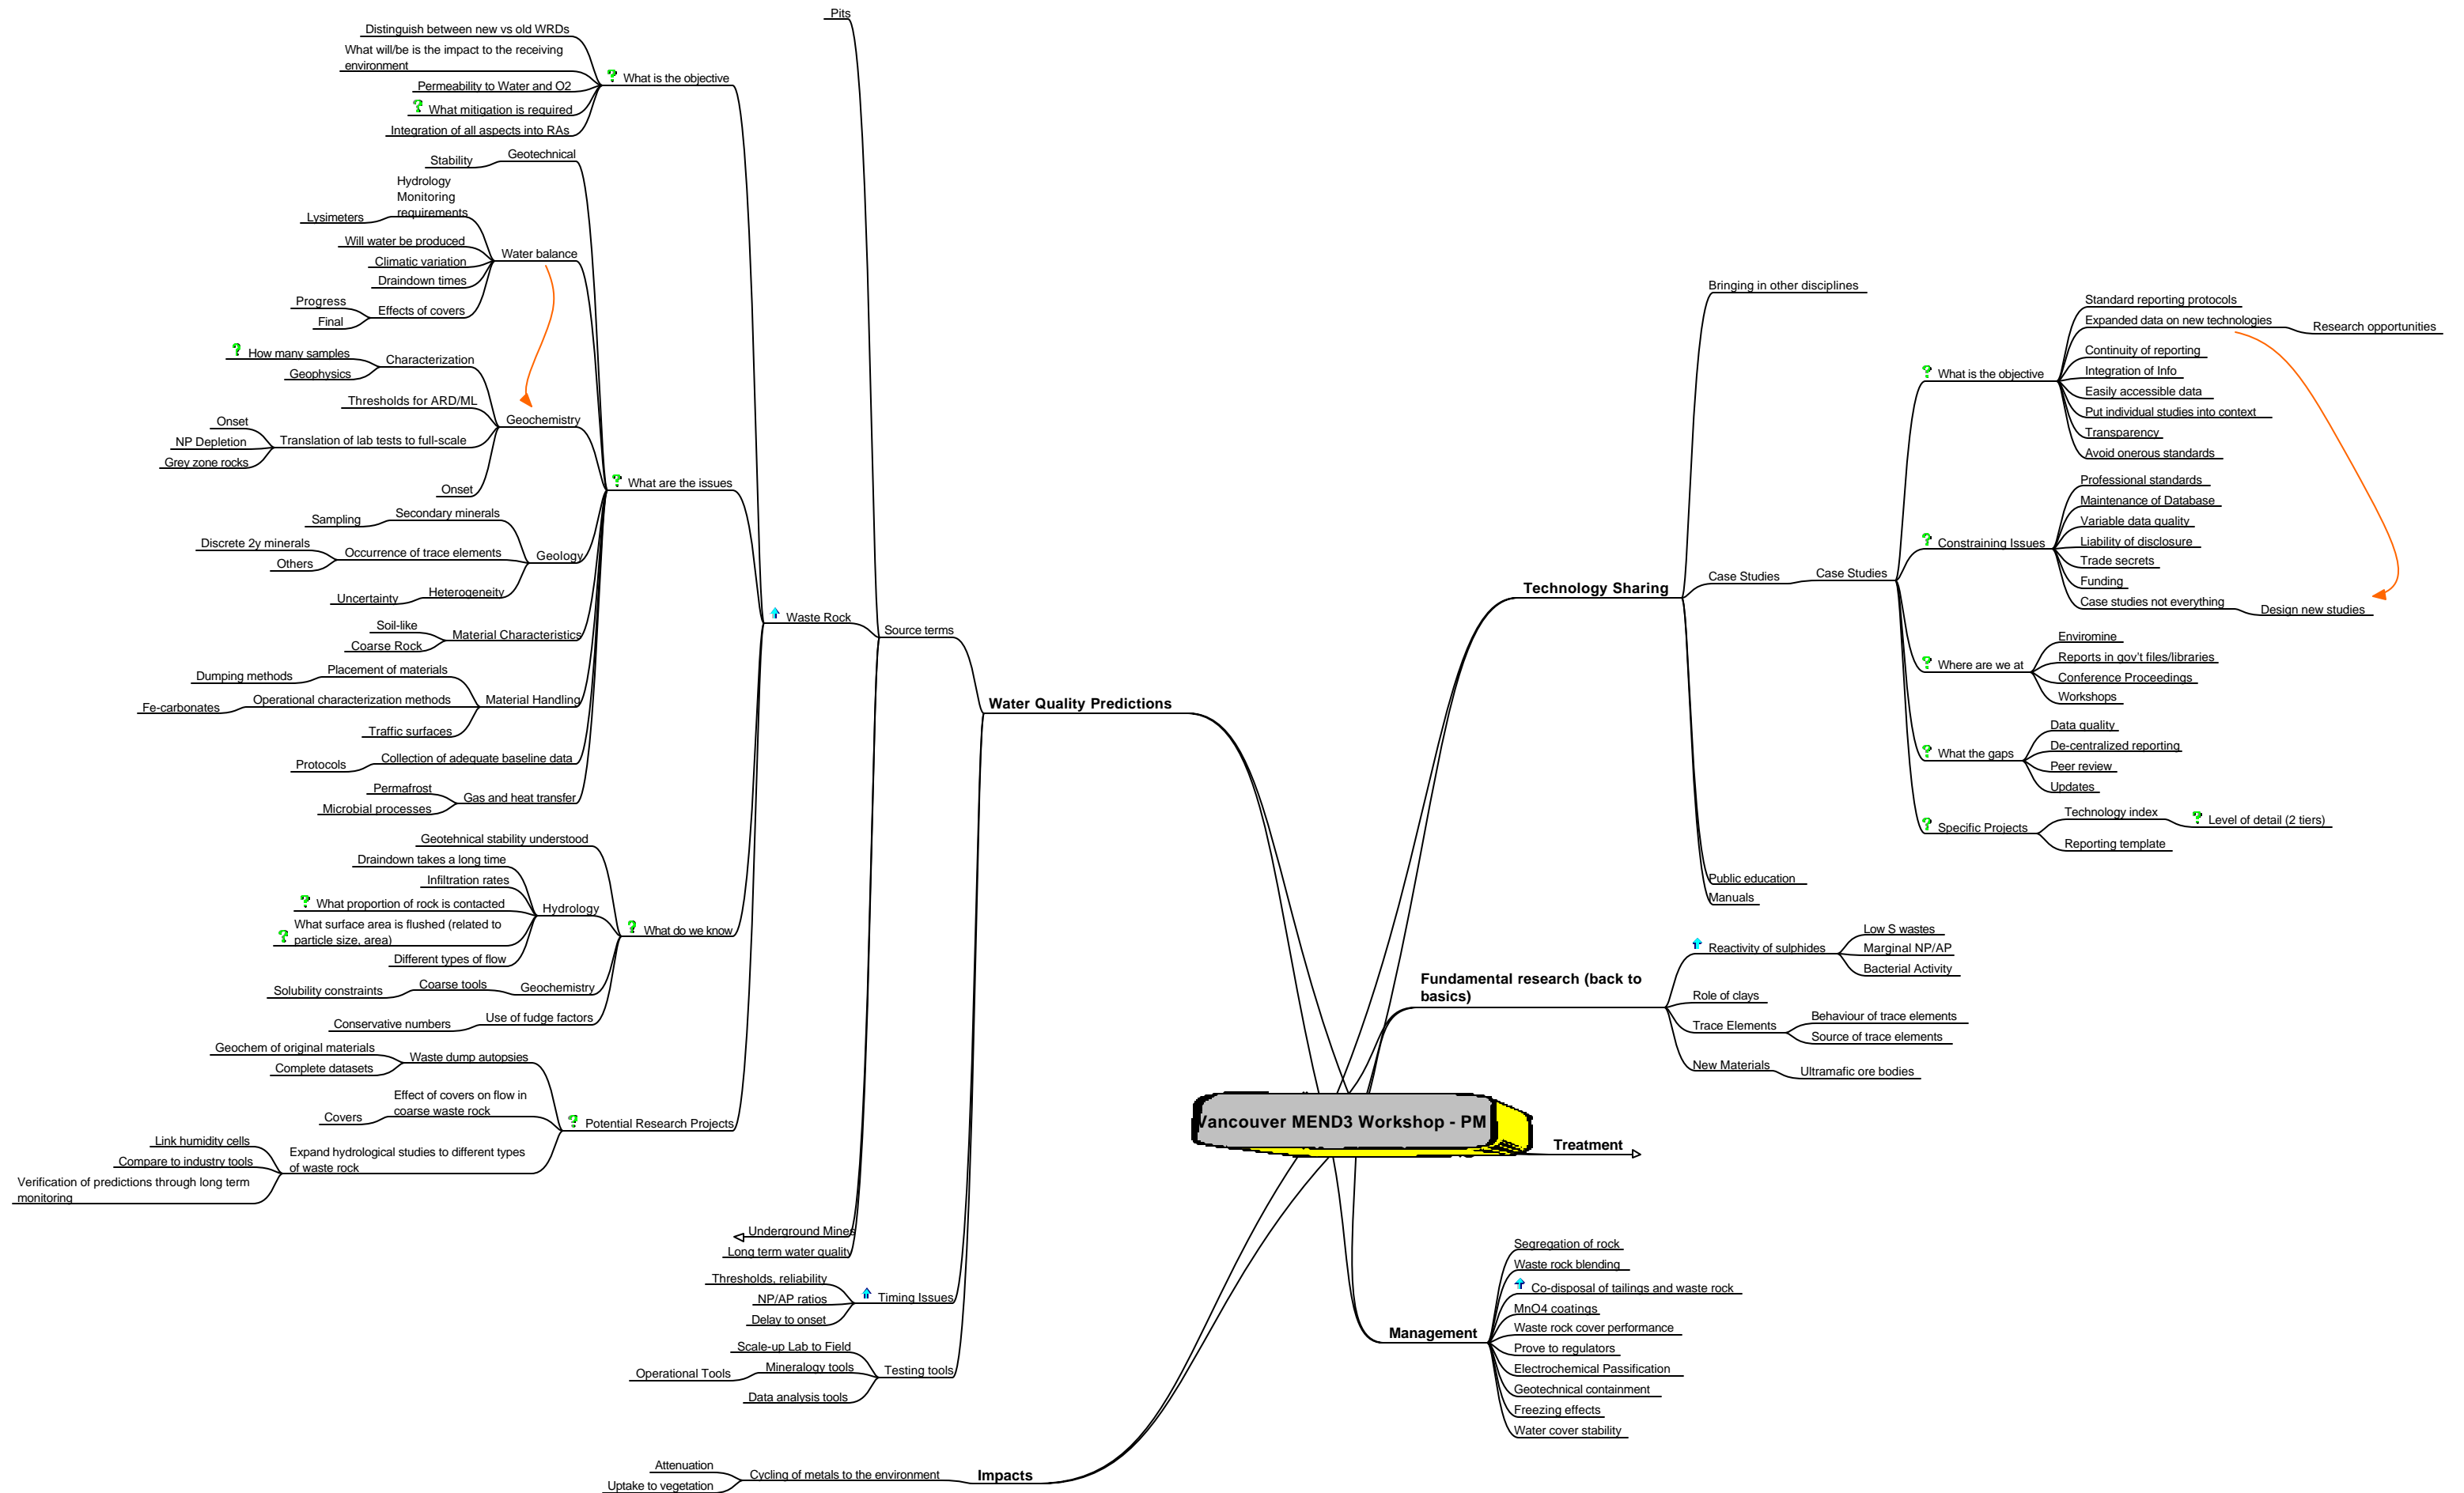 Pits
Distinguish between new vs old WRDs
What will/be is the impact to the receiving
environment
Permeability to Water and O2
What mitigation is required
Integration of all aspects into RAs
What is the objective
Geotechnical
Stability
Hydrology
Monitoring
requirements
Lysimeters
Will water be produced
Climatic variation
Draindown times
Effects of covers
Progress
Final
Water balance
How many samples
Geophysics
Characterization
Thresholds for ARD/ML
Geochemistry
Onset
NP Depletion
Grey zone rocks
Translation of lab tests to full-scale
Onset
What are the issues
Sampling
Secondary minerals
Discrete 2y minerals
Others
Occurrence of trace elements
Geology
Uncertainty
Heterogeneity
Soil-like
Coarse Rock
Material Characteristics
Dumping methods
Placement of materials
Fe-carbonates
Operational characterization methods
Material Handling
Traffic surfaces
Protocols
Collection of adequate baseline data
Permafrost
Microbial processes
Gas and heat transfer
Waste Rock
Source terms
Water Quality Predictions
Geotehnical stability understood
Draindown takes a long time
Infiltration rates
What proportion of rock is contacted
What surface area is flushed (related to
particle size, area)
Different types of flow
Hydrology
What do we know
Solubility constraints
Coarse tools
Geochemistry
Conservative numbers
Use of fudge factors
Geochem of original materials
Complete datasets
Waste dump autopsies
Effect of covers on flow in
coarse waste rock
Covers
Potential Research Projects
Link humidity cells
Compare to industry tools
Verification of predictions through long term
monitoring
Expand hydrological studies to different types
of waste rock
Underground Mines
Long term water quality
Thresholds, reliability
NP/AP ratios
Delay to onset
Timing Issues
Scale-up Lab to Field
Operational Tools
Mineralogy tools
Data analysis tools
Testing tools
Attenuation
Uptake to vegetation
Cycling of metals to the environment
Impacts
Vancouver MEND3 Workshop - PM
Technology Sharing
Bringing in other disciplines
Case Studies
Case Studies
What is the objective
Standard reporting protocols
Expanded data on new technologies
Research opportunities
Continuity of reporting
Integration of Info
Easily accessible data
Put individual studies into context
Transparency
Avoid onerous standards
Constraining Issues
Professional standards
Maintenance of Database
Variable data quality
Liability of disclosure
Trade secrets
Funding
Case studies not everything
Design new studies
Where are we at
Enviromine
Reports in gov't files/libraries
Conference Proceedings
Workshops
What the gaps
Data quality
De-centralized reporting
Peer review
Updates
Specific Projects
Technology index
Level of detail (2 tiers)
Reporting template
Public education
Manuals
Fundamental research (back to
basics)
Reactivity of sulphides
Low S wastes
Marginal NP/AP
Bacterial Activity
Role of clays
Trace Elements
Behaviour of trace elements
Source of trace elements
New Materials
Ultramafic ore bodies
Treatment
Management
Segregation of rock
Waste rock blending
Co-disposal of tailings and waste rock
MnO4 coatings
Waste rock cover performance
Prove to regulators
Electrochemical Passification
Geotechnical containment
Freezing effects
Water cover stability